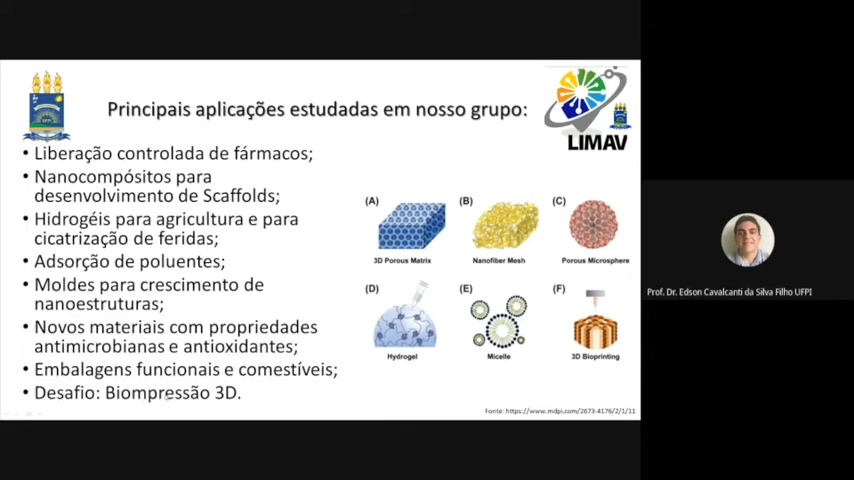 Principais aplicações estudadas em nosso grupo:
LIMAV
• Liberação controlada de fármacos;
• Nanocompósitos para
desenvolvimento de Scaffolds;
• Hidrogéis para agricultura e para
cicatrização de feridas;
• Adsorção de poluentes;
• Moldes para crescimento de
nanoestruturas;
• Novos materiais com propriedades
antimicrobianas e antioxidantes;
• Embalagens funcionais e comestíveis;
• Desafio: Biompressão 3D.
(A) (B) (C)
3D Porous Matrix Nanofiber Mesh Porous Microsphere
(D) (E) (F)
Hydrogel Micelle 3D Bioprinting
Fonte: https://www.mdpi.com/2673-4176/2/1/11
Prof. Dr. Edson Cavalcanti da Silva Filho UFPI